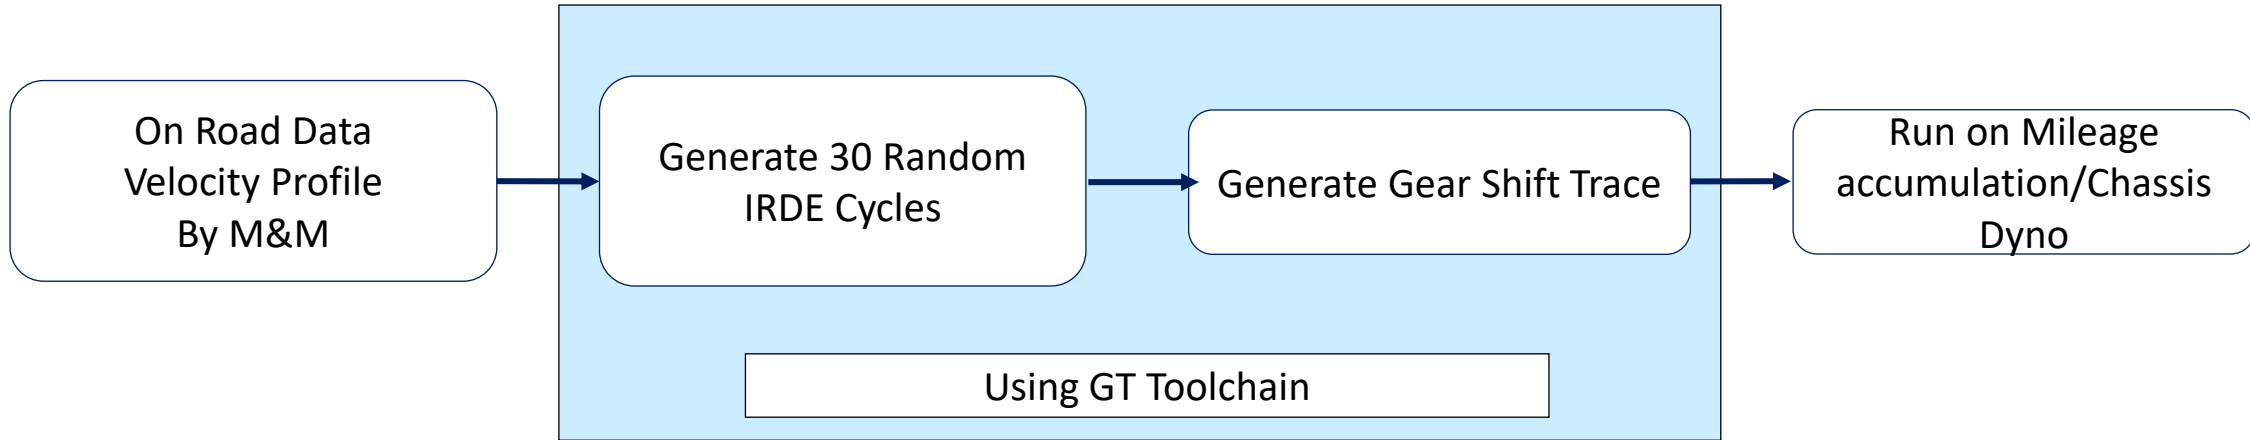 On Road Data
Velocity Profile
By M&M
Generate 30 Random
IRDE Cycles
Generate Gear Shift Trace
Run on Mileage
accumulation/Chassis
Dyno
Using GT Toolchain